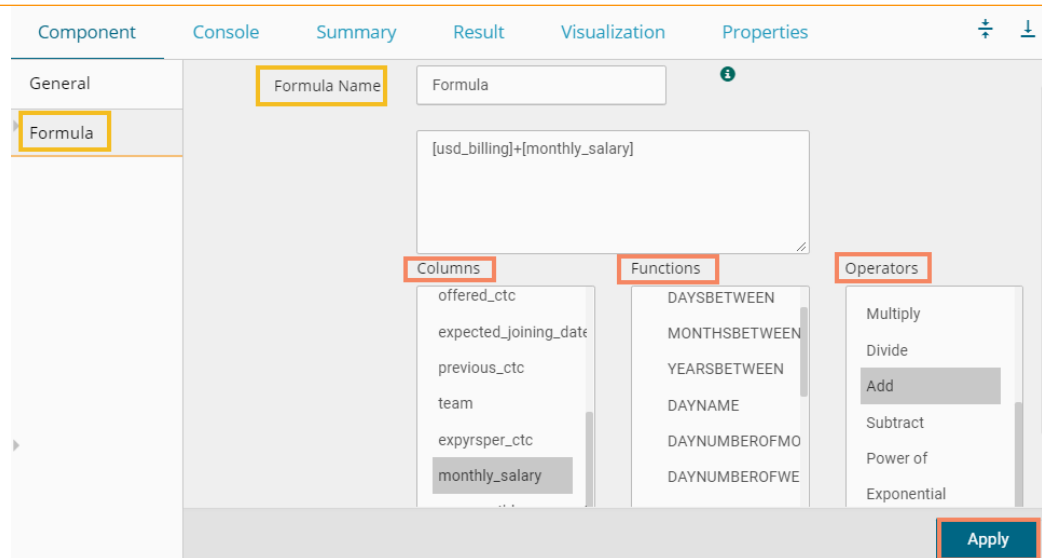 Component Console Summary Result Visualization Properties
General
Formula
Formula Name
Formula
[usd_billing]+[monthly_salary]
Columns
offered_ctc
expected_joining_date
previous_ctc
team
expyrsper_ctc
monthly_salary
Functions
DAYSBETWEEN
MONTHSBETWEEN
YEARSBETWEEN
DAYNAME
DAYNUMBEROFMO
DAYNUMBEROFWE
Operators
Multiply
Divide
Add
Subtract
Power of
Exponential
Apply